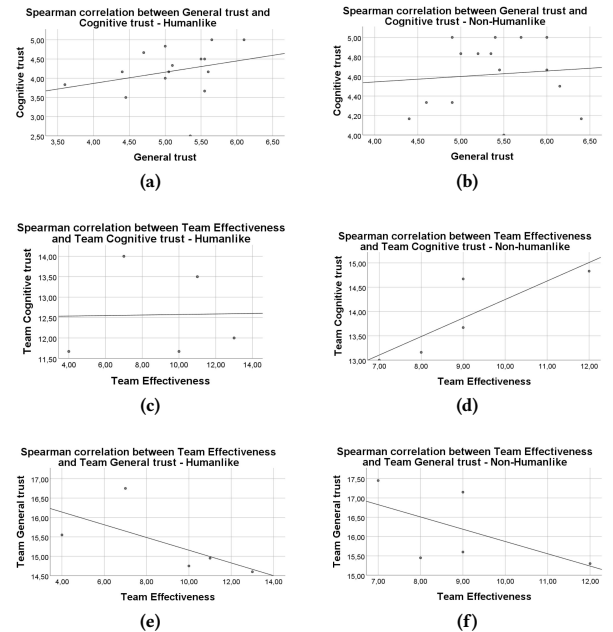 Spearman correlation between General trust and
Cognitive trust - Humanlike
5,00
4,50
4,00
3,50
3,00
2,50
Cognitive trust
3,50 4,00 4,50 5,00 5,50 6,00 6,50
General trust
(a)
Spearman correlation between General trust and
Cognitive trust - Non-Humanlike
5,00
4,80
4,60
4,40
4,20
4,00
Cognitive trust
4,00 4,50 5,00 5,50 6,00 6,50
General trust
(b)
Spearman correlation between Team Effectiveness
and Team Cognitive trust - Humanlike
14,00
13,50
13,00
12,50
12,00
11,50
Team Cognitive trust
4,00 6,00 8,00 10,00 12,00 14,00
Team Effectiveness
(c)
Spearman correlation between Team Effectiveness
and Team Cognitive trust - Non-humanlike
15,00
14,50
14,00
13,50
13,00
Team Cognitive trust
7,00 8,00 9,00 10,00 11,00 12,00
Team Effectiveness
(d)
Spearman correlation between Team Effectiveness
and Team General trust - Humanlike
17,00
16,50
16,00
15,50
15,00
14,50
Team General trust
4,00 6,00 8,00 10,00 12,00 14,00
Team Effectiveness
(e)
Spearman correlation between Team Effectiveness
and Team General trust - Non-Humanlike
17,50
17,00
16,50
16,00
15,50
15,00
Team General trust
7,00 8,00 9,00 10,00 11,00 12,00
Team Effectiveness
(f)